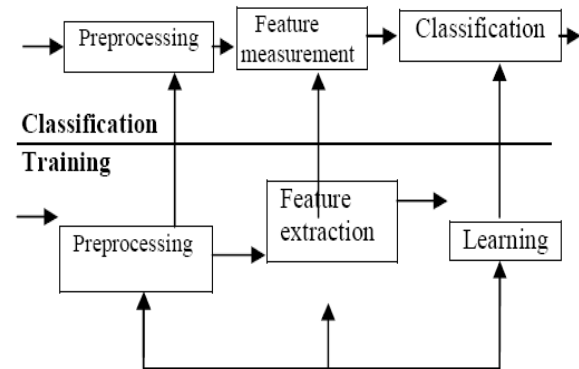 Preprocessing
Feature
measurement
Classification
Classification
Training
Preprocessing
Feature
extraction
Learning